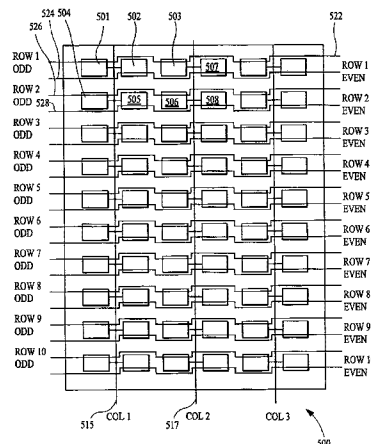 501 502 503
504 524 526 522
ROW 1 ODD 507 ROW 1 EVEN
ROW 2 ODD 505 506 508 ROW 2 EVEN
528
ROW 3 ODD ROW 3 EVEN
ROW 4 ODD ROW 4 EVEN
ROW 5 ODD ROW 5 EVEN
ROW 6 ODD ROW 6 EVEN
ROW 7 ODD ROW 7 EVEN
ROW 8 ODD ROW 8 EVEN
ROW 9 ODD ROW 9 EVEN
ROW 10 ODD ROW 1 EVEN
COL 1 COL 2 COL 3
515 517
500